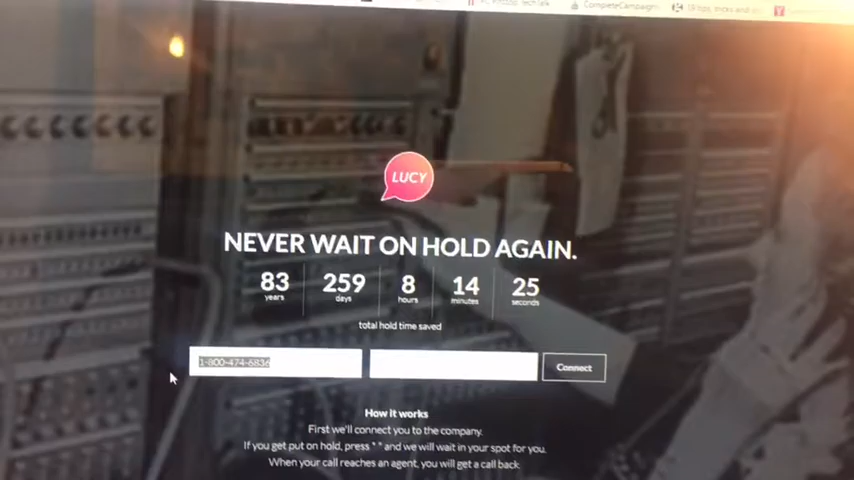 CompeteCampaigns
LUCY
NEVER WAIT ON HOLD AGAIN.
83 259 8 14 25
years days hours minutes seconds
total hold time saved
1-800-474-6836
Connect
How it works
First we'll connect you to the company.
If you get put on hold, press * * and we will wait in your spot for you.
When your call reaches an agent, you will get a call back.